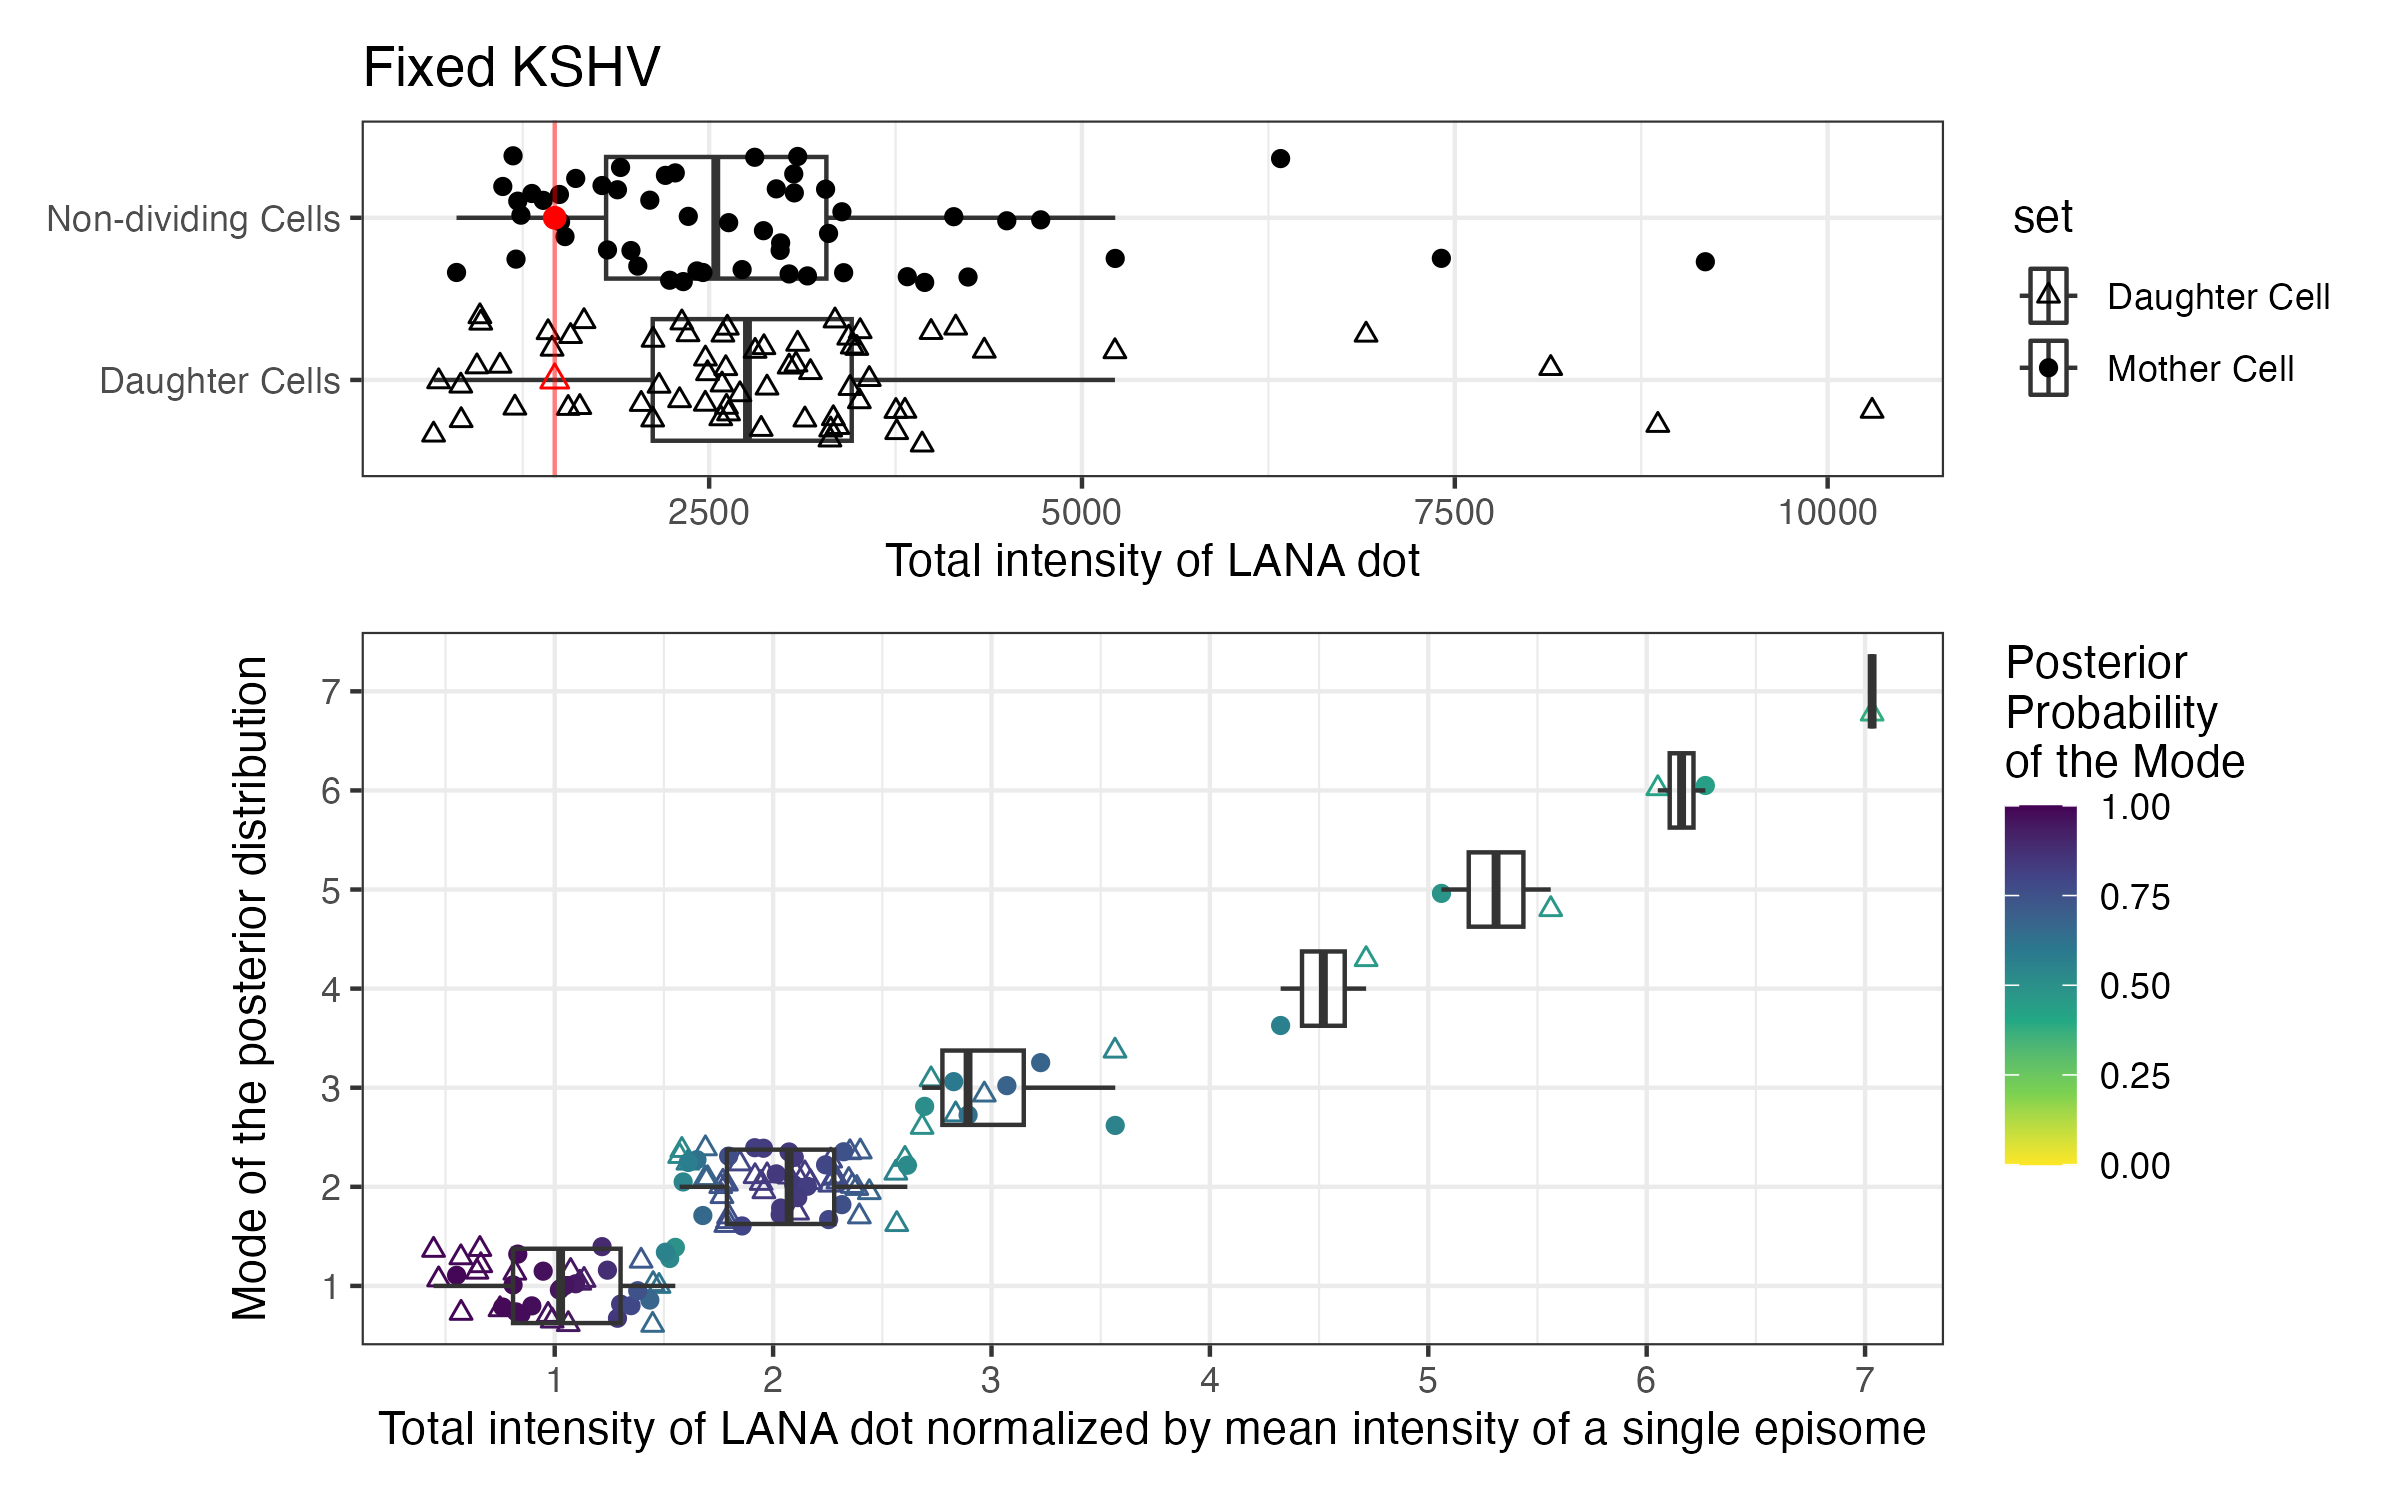 Fixed KSHV
Non-dividing Cells
Daughter Cells
2500 5000 7500 10000
Total intensity of LANA dot
set
Daughter Cell
Mother Cell
Mode of the posterior distribution
7
6
5
4
3
2
1
1 2 3 4 5 6 7
Total intensity of LANA dot normalized by mean intensity of a single episome
Posterior
Probability
of the Mode
1.00
0.75
0.50
0.25
0.00